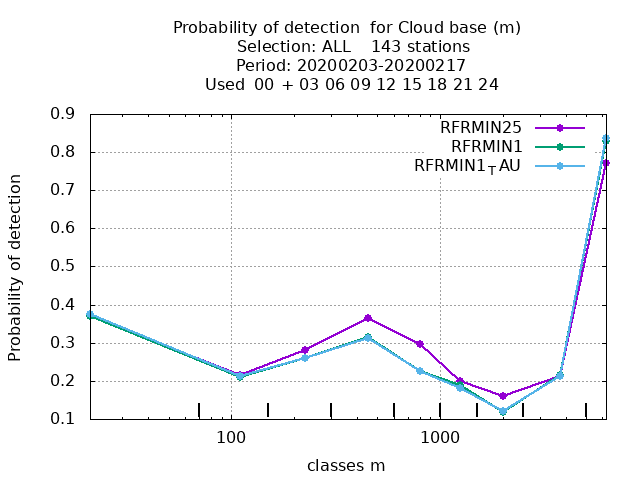 Probability of detection  for Cloud base (m)
Selection: ALL    143 stations
Period: 20200203-20200217
Used  00 + 03 06 09 12 15 18 21 24
RFRMIN25
RFRMIN1
RFRMIN1TAU
Probability of detection
0.9
0.8
0.7
0.6
0.5
0.4
0.3
0.2
0.1
100
1000
classes m